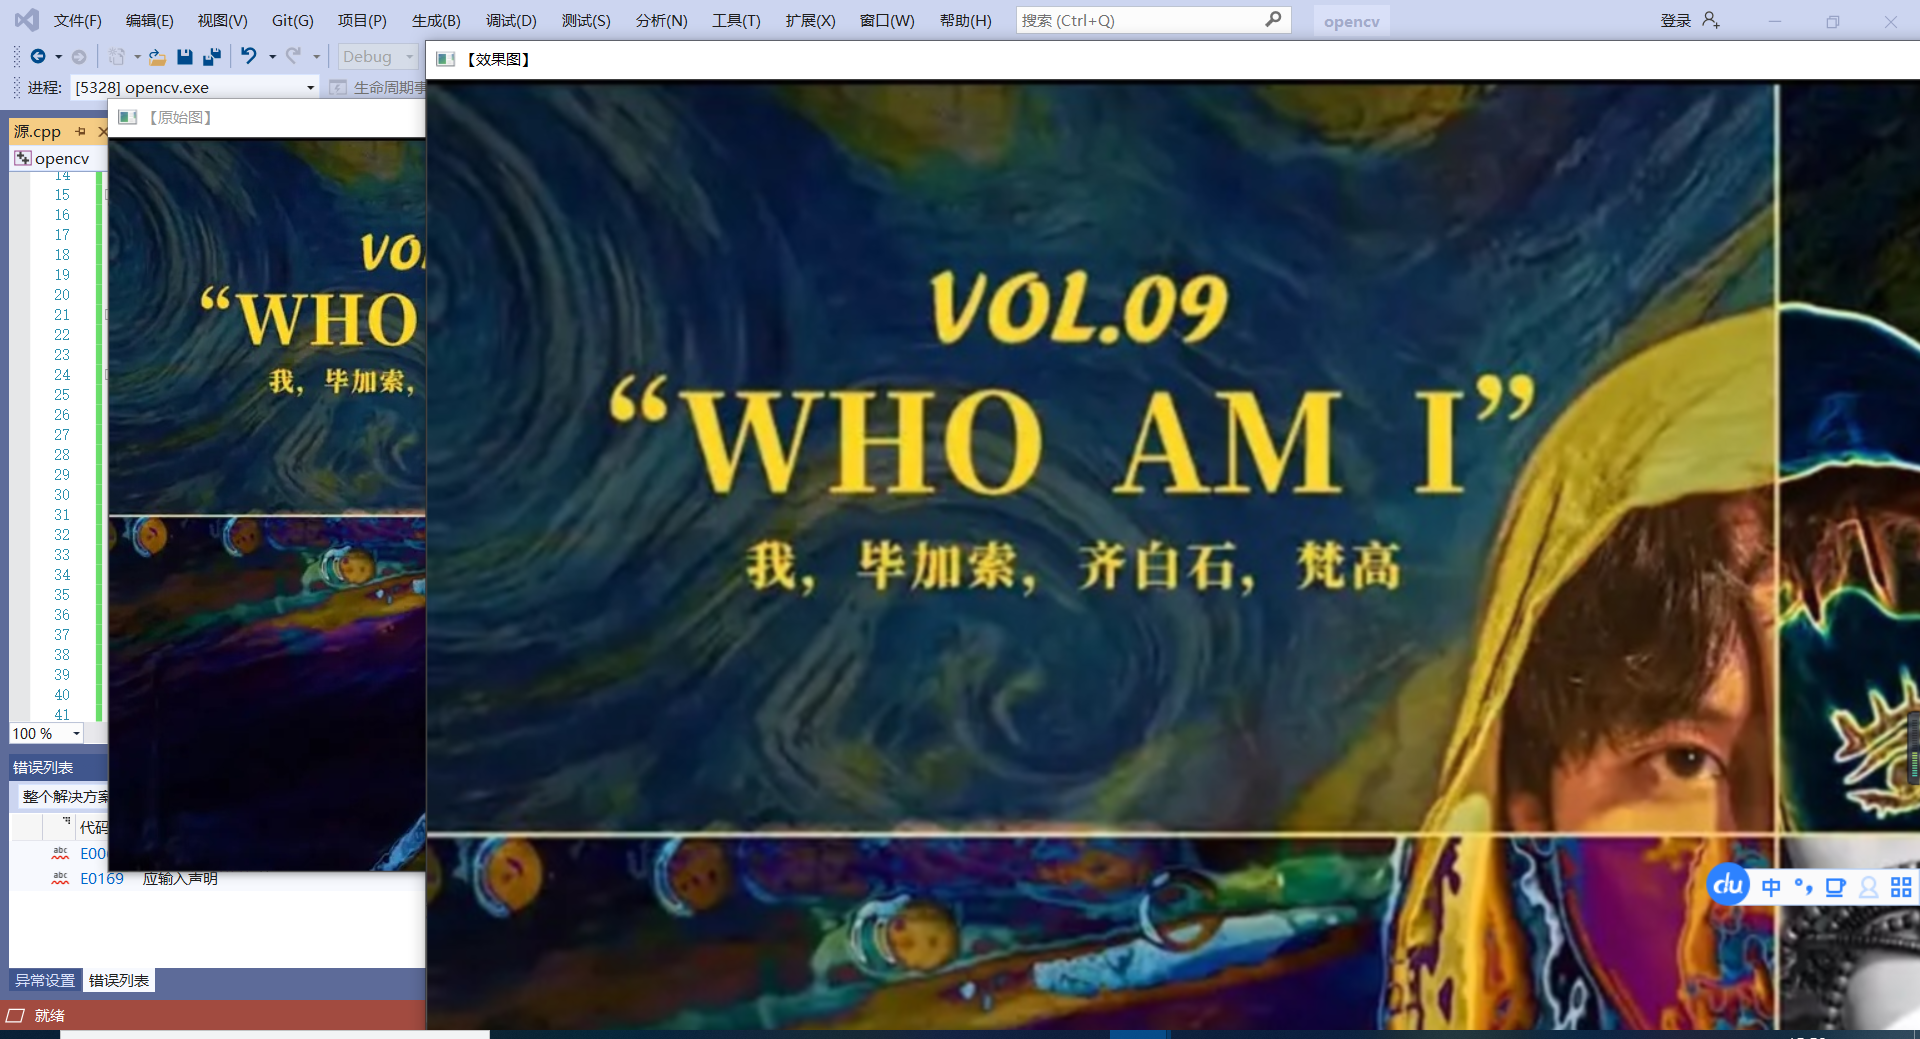 文件(F) 编辑(E) 视图(V) Git(G) 项目(P) 生成(B) 调试(D) 测试(S) 分析(N) 工具(T) 扩展(X) 窗口(W) 帮助(H) 搜索 (Ctrl+Q) opencv 登录
Debug
进程: [5328] opencv.exe 生命周期事
【效果图】
【原始图】
源.cpp
opencv
14
15
16
17
18
19
20
21
22
23
24
25
26
27
28
29
30
31
32
33
34
35
36
37
38
39
40
41
100 %
VO
“WHO
我，毕加索，
VOL.09
“WHO AM I”
我，毕加索，齐白石，梵高
错误列表
整个解决方案
代码
abc E00
abc E0169 应输入声明
异常设置 错误列表
就绪
du 中